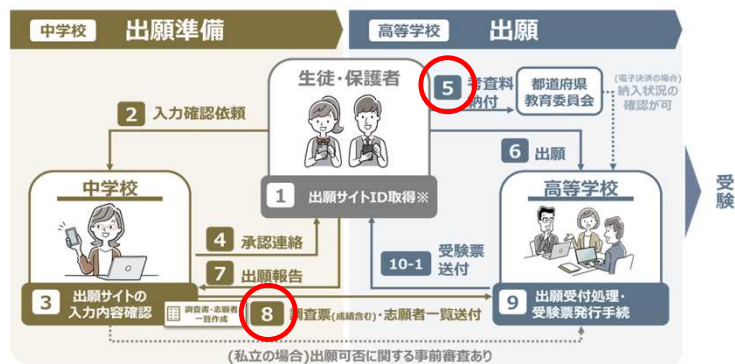 中学校 出願準備
高等学校 出願
生徒・保護者
5 考査料
納付
都道府県
教育委員会
(電子決済の場合)
納入状況の
確認が可
2 入力確認依頼
6 出願
中学校
高等学校
1 出願サイトID取得※
受験
4 承認連絡
7 出願報告
10-1 受験票
送付
3 出願サイトの
入力内容確認
調査書・志願者
一覧作成
8 調査票(成績含む)・志願者一覧送付
9 出願受付処理・
受験票発行手続
(私立の場合)出願可否に関する事前審査あり